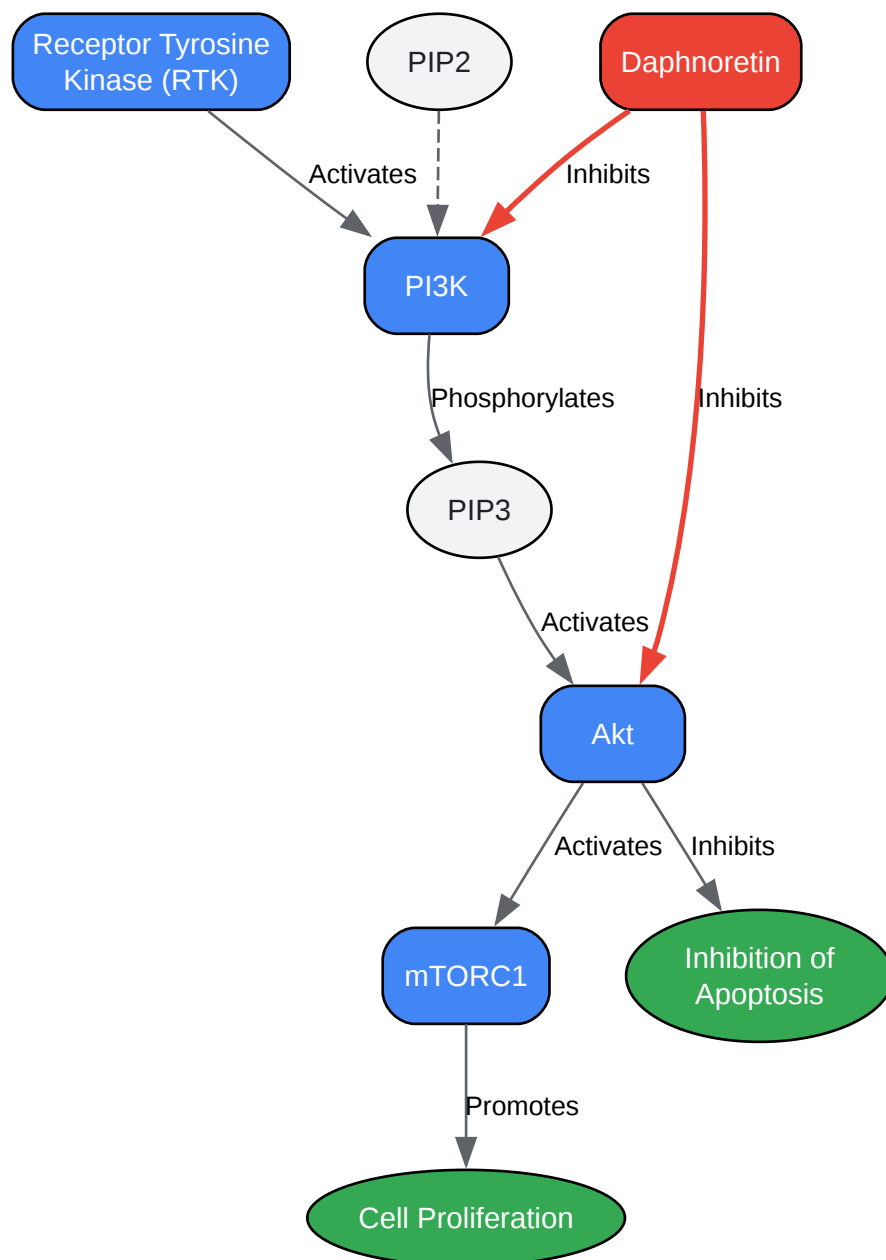 Receptor Tyrosine
Kinase (RTK)
PIP2
Daphnoretin
Activates
Inhibits
PI3K
Phosphorylates
Inhibits
PIP3
Activates
Akt
Activates
Inhibits
mTORC1
Inhibition of
Apoptosis
Promotes
Cell Proliferation